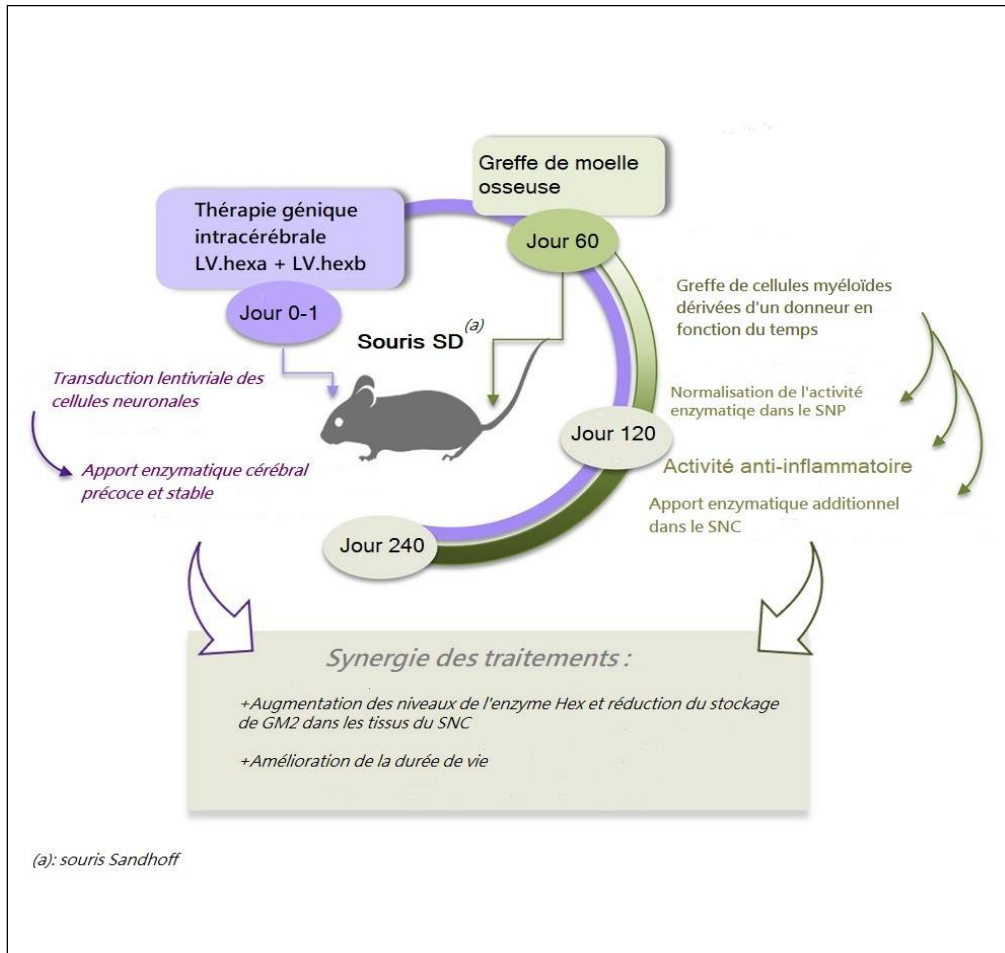 Greffe de moelle
osseuse
Thérapie génique
intracérébrale
LV.hexa + LV.hexb
Jour 60
Jour 0-1
Souris SD (a)
Greffe de cellules myéloïdes
dérivées d'un donneur en
fonction du temps
Transduction lentivriale des
cellules neuronales
Normalisation de l'activité
enzymatiqe dans le SNP
Jour 120
Apport enzymatique cérébral
précoce et stable
Activité anti-inflammatoire
Apport enzymatique additionnel
dans le SNC
Jour 240
Synergie des traitements :
+Augmentation des niveaux de l'enzyme Hex et réduction du stockage
de GM2 dans les tissus du SNC
+Amélioration de la durée de vie
(a): souris Sandhoff